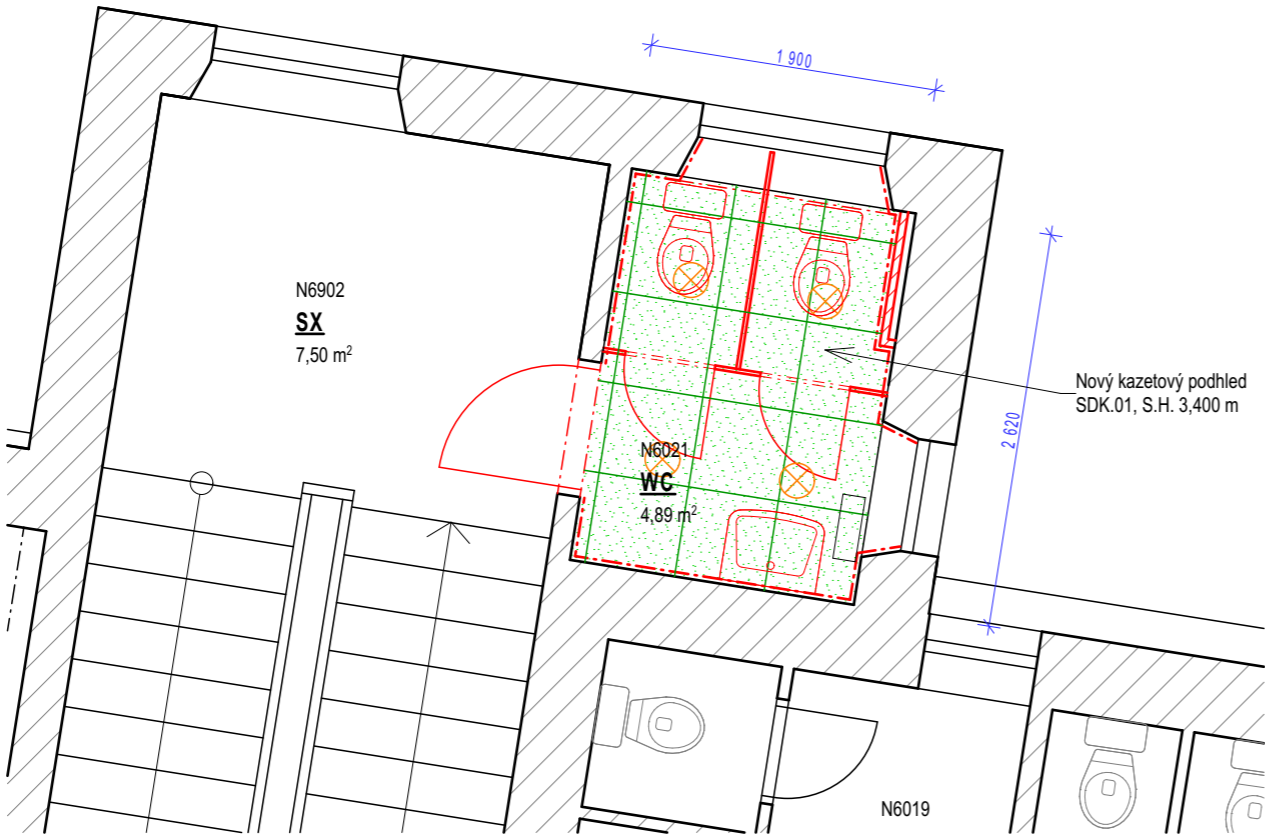 1 900
N6902
SX
7,50 m²
Nový kazetový podhled
SDK.01, S.H. 3,400 m
2 620
N6021
WC
4,89 m²
N6019